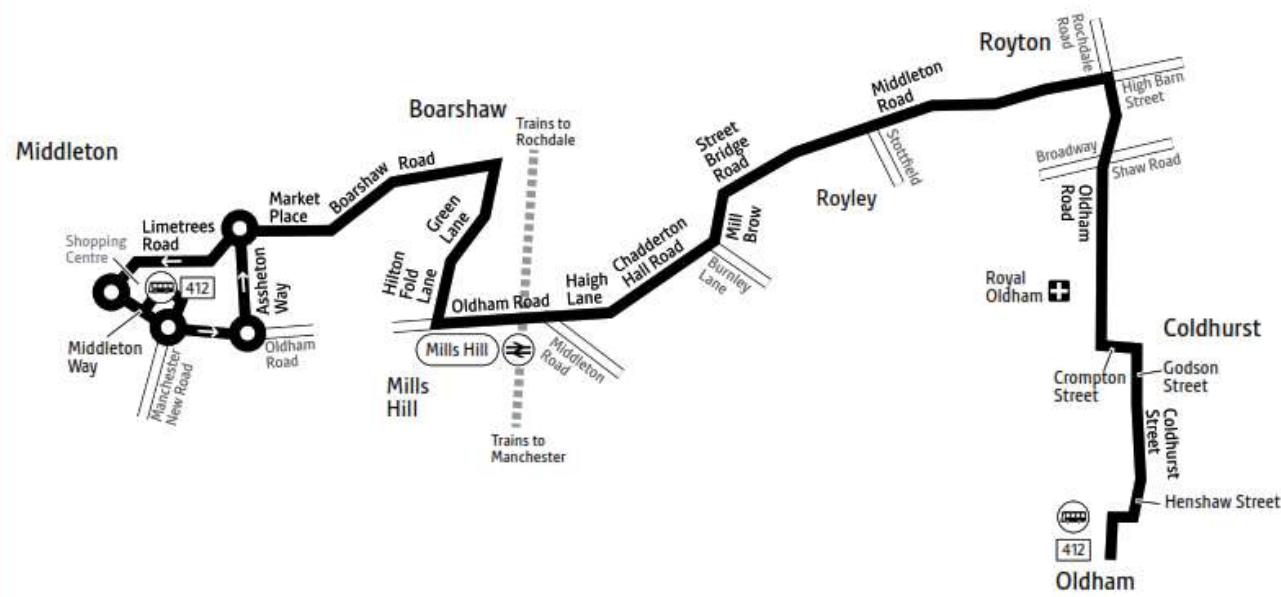 Middleton
Boarshaw
Royton
Trains to
Rochdale
Rochdale
Road
High Barn
Street
Middleton
Road
Stottfield
Broadway
Shaw Road
Street
Bridge
Road
Royley
Boarshaw Road
Market
Place
Limetrees
Road
Shopping
Centre
412
Assheton
Way
Middleton
Way
Manchester
New Road
Oldham
Road
Green
Lane
Hilton
Fold
Lane
Oldham Road
Haigh
Lane
Chadderton
Hall Road
Mill
Brow
Burnley
Lane
Mills Hill
Middleton
Road
Mills
Hill
Trains to
Manchester
Oldham
Road
Royal
Oldham
Coldhurst
Crompton
Street
Godson
Street
Coldhurst
Street
Henshaw Street
412
Oldham